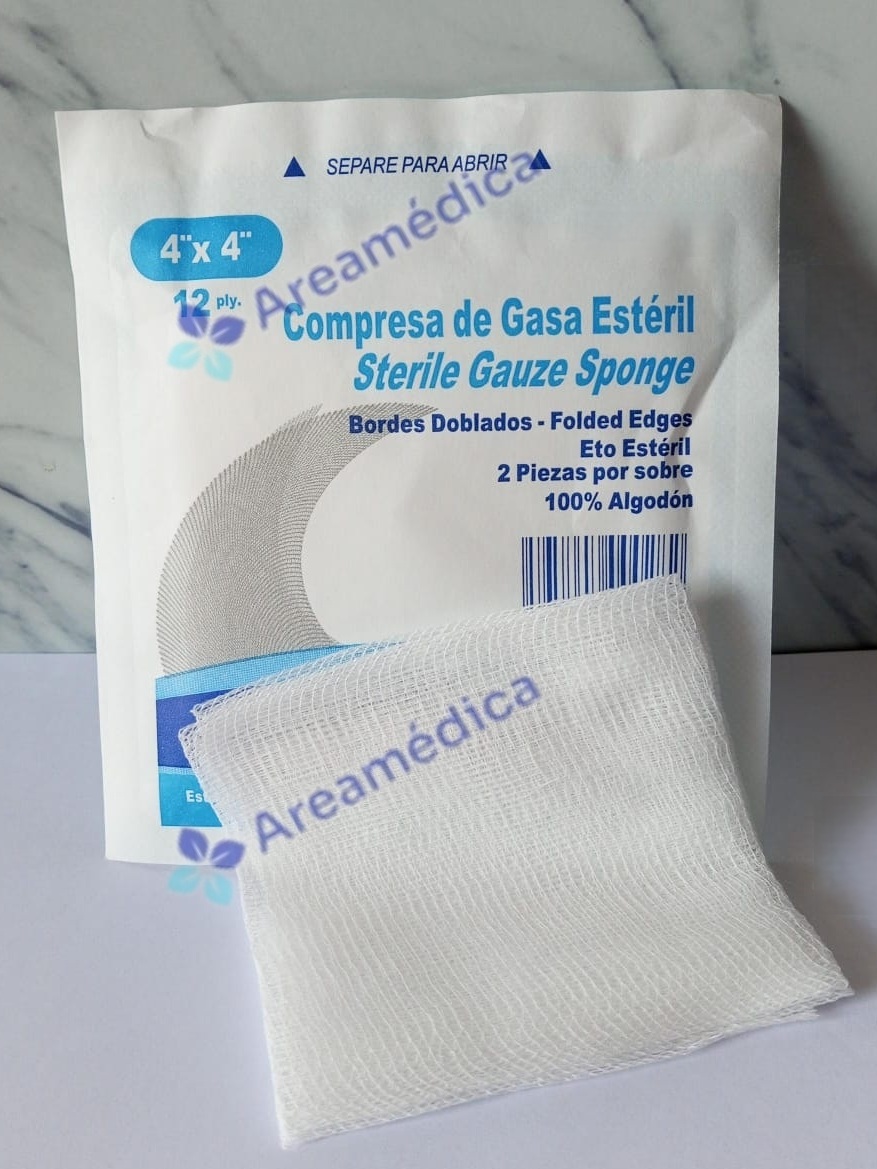 SEPARE PARA ABRIR
4"x 4"
12 ply.
Areamédica
Compresa de Gasa Estéril
Sterile Gauze Sponge
Bordes Doblados - Folded Edges
Eto Estéril
2 Piezas por sobre
100% Algodón
Areamédica